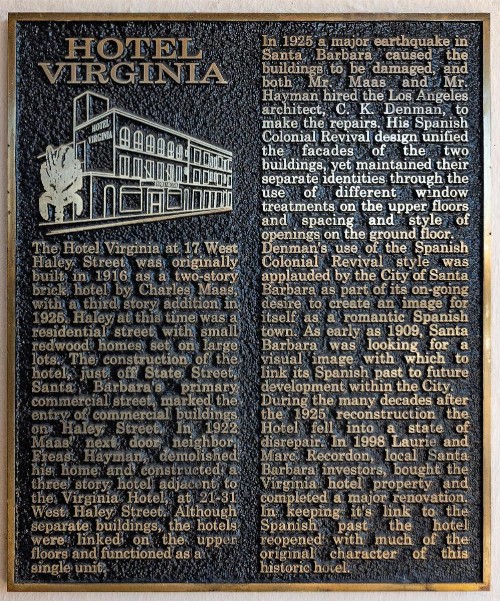 HOTEL
VIRGINIA
HOTEL
VIRGINIA
The Hotel Virginia at 17 West
Haley Street was originally
built in 1916 as a two-story
brick hotel by Charles Maas,
with a third story addition in
1925. Haley at this time was a
residential street with small
redwood homes set on large
lots. The construction of the
hotel, just off State Street,
Santa Barbara's primary
commercial street, marked the
entry of commercial buildings
on Haley Street. In 1922
Maas' next door neighbor,
Freas Hayman, demolished
his home and constructed a
three story hotel adjacent to
the Virginia Hotel, at 21-31
West Haley Street. Although
separate buildings, the hotels
were linked on the upper
floors and functioned as a
single unit.
In 1925 a major earthquake in
Santa Barbara caused the
buildings to be damaged, and
both Mr. Maas and Mr.
Hayman hired the Los Angeles
architect, C. K. Denman, to
make the repairs. His Spanish
Colonial Revival design unified
the facades of the two
buildings, yet maintained their
separate identities through the
use of different window
treatments on the upper floors
and spacing and style of
openings on the ground floor.
Denman's use of the Spanish
Colonial Revival style was
applauded by the City of Santa
Barbara as part of its on-going
desire to create an image for
itself as a romantic Spanish
town. As early as 1909, Santa
Barbara was looking for a
visual image with which to
link its Spanish past to future
development within the City.
During the many decades after
the 1925 reconstruction the
Hotel fell into a state of
disrepair. In 1998 Laurie and
Marc Recordon, local Santa
Barbara investors, bought the
Virginia hotel property and
completed a major renovation.
In keeping it's link to the
Spanish past the hotel
reopened with much of the
original character of this
historic hotel.